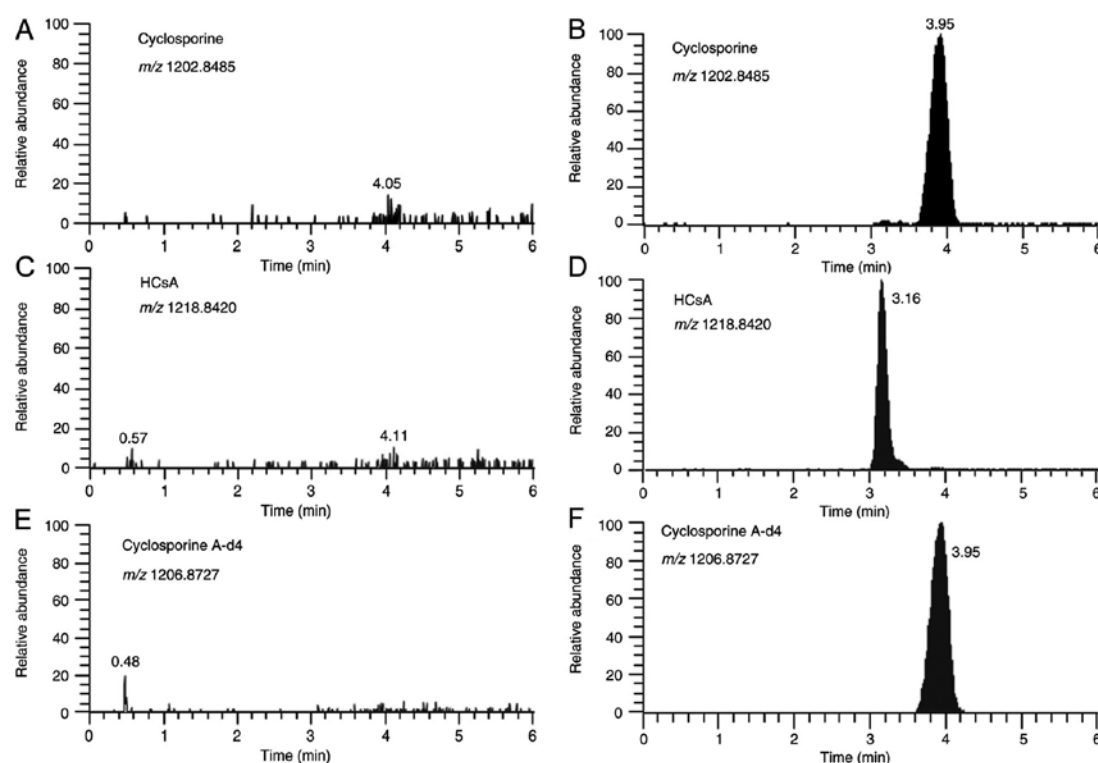 A
Cyclosporine
m/z 1202.8485
Relative abundance
100
80
60
40
20
0
4.05
0 1 2 3 4 5 6
Time (min)
B
Cyclosporine
m/z 1202.8485
Relative abundance
100
80
60
40
20
0
3.95
0 1 2 3 4 5 6
Time (min)
C
HCsA
m/z 1218.8420
Relative abundance
100
80
60
40
20
0
0.57
4.11
0 1 2 3 4 5 6
Time (min)
D
HCsA
m/z 1218.8420
Relative abundance
100
80
60
40
20
0
3.16
0 1 2 3 4 5 6
Time (min)
E
Cyclosporine A-d4
m/z 1206.8727
Relative abundance
100
80
60
40
20
0
0.48
0 1 2 3 4 5 6
Time (min)
F
Cyclosporine A-d4
m/z 1206.8727
Relative abundance
100
80
60
40
20
0
3.95
0 1 2 3 4 5 6
Time (min)